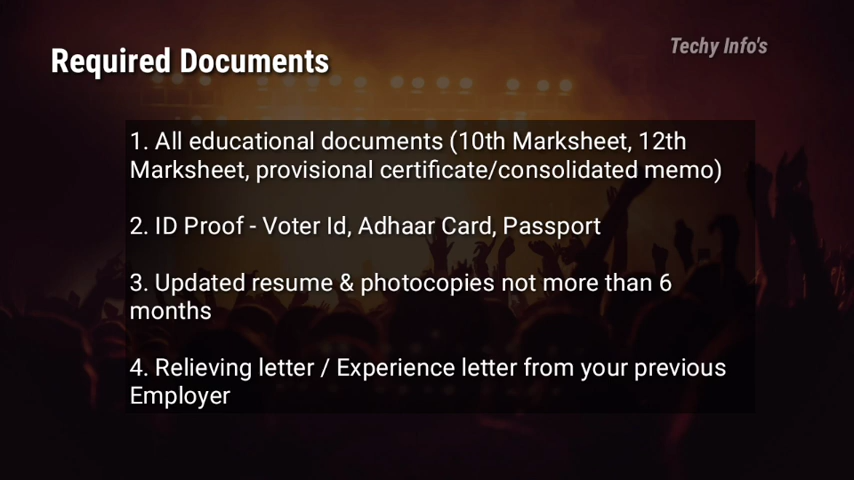 Techy Info's
Required Documents
1. All educational documents (10th Marksheet, 12th
Marksheet, provisional certificate/consolidated memo)
2. ID Proof - Voter Id, Adhaar Card, Passport
3. Updated resume & photocopies not more than 6
months
4. Relieving letter / Experience letter from your previous
Employer